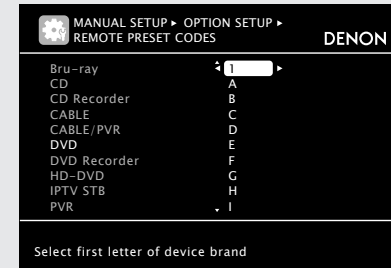 MANUAL SETUP ▸ OPTION SETUP ▸
REMOTE PRESET CODES
DENON
Bru-ray 1
CD A
CD Recorder B
CABLE C
CABLE/PVR D
DVD E
DVD Recorder F
HD-DVD G
IPTV STB H
PVR I
Select first letter of device brand